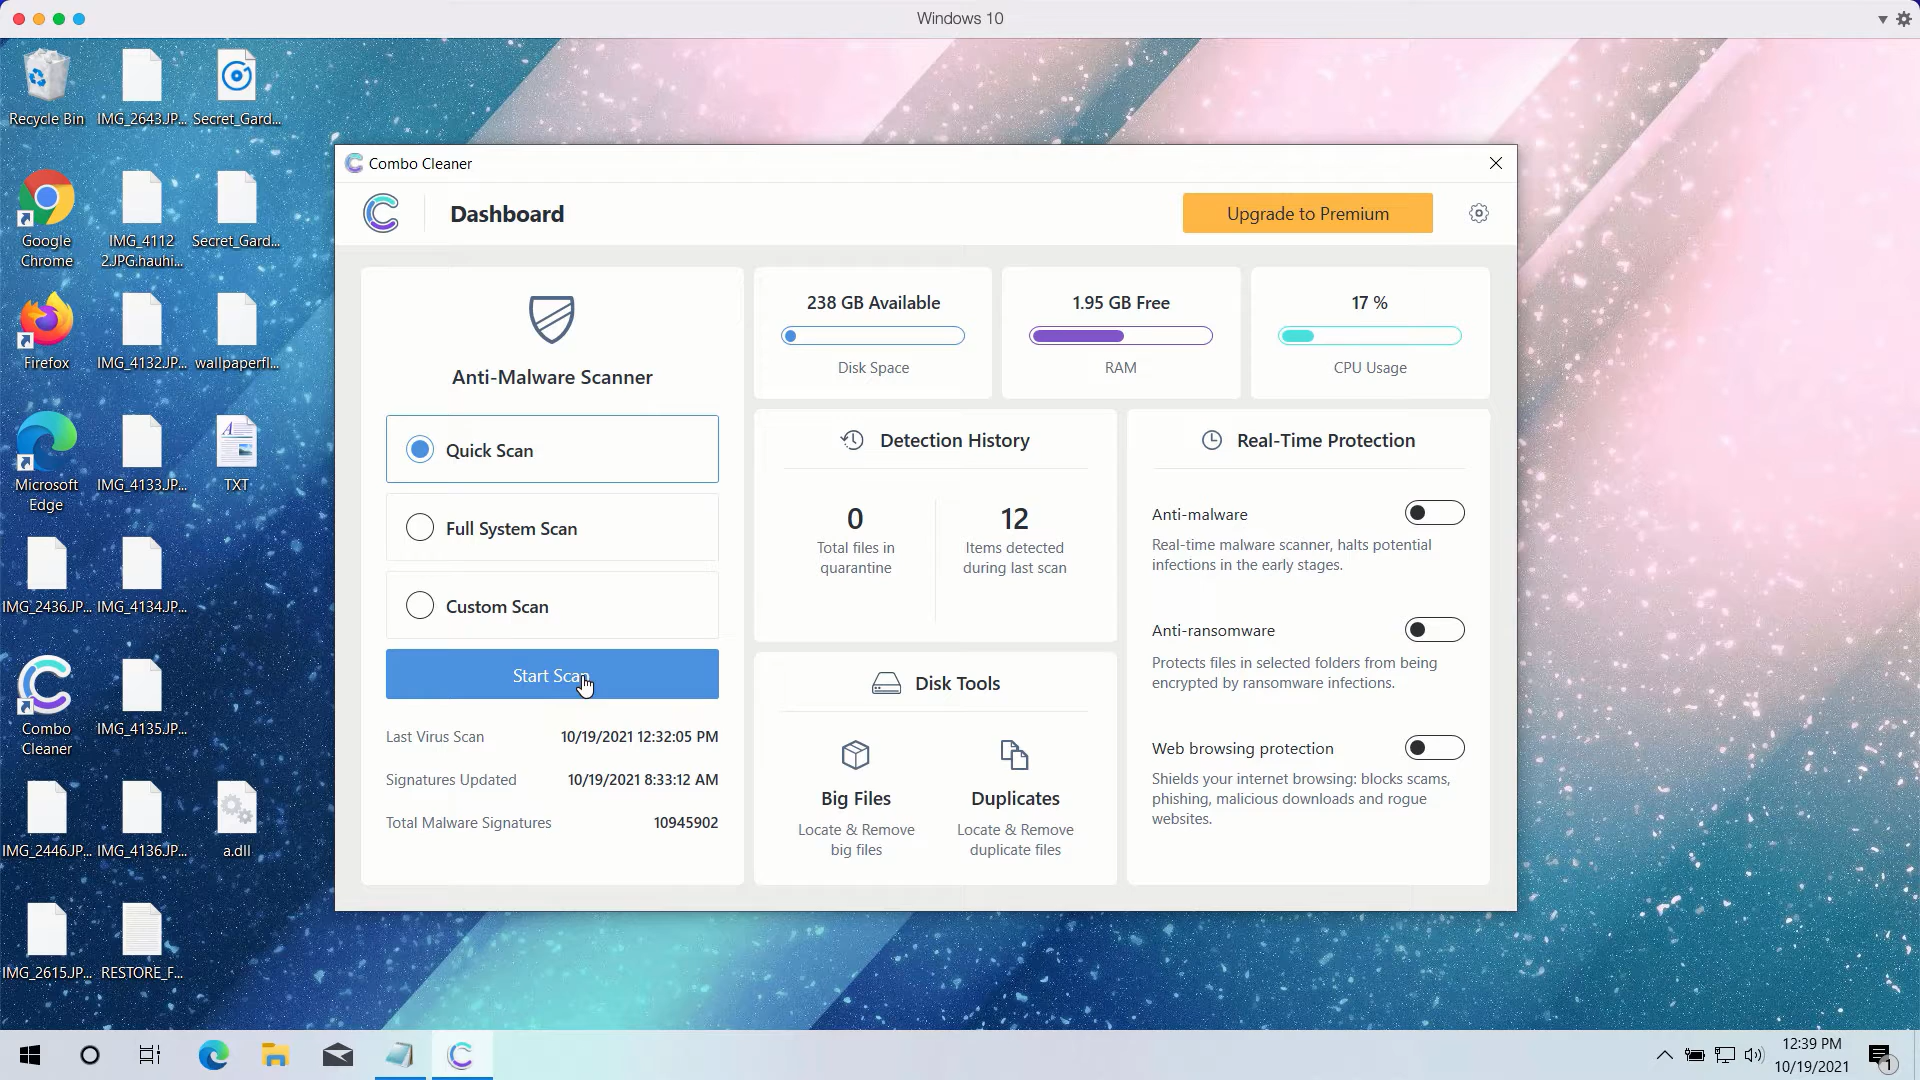 Windows 10
Recycle Bin
IMG_2643.JP...
Secret_Gard...
Google
Chrome
IMG_4112
2.JPG.hauhi...
Secret_Gard...
Firefox
IMG_4132.JP...
wallpaperfl...
Microsoft
Edge
IMG_4133.JP...
TXT
IMG_2436.JP...
IMG_4134.JP...
Combo
Cleaner
IMG_4135.JP...
IMG_2446.JP...
IMG_4136.JP...
a.dll
IMG_2615.JP...
RESTORE_F...
Combo Cleaner
Dashboard
Upgrade to Premium
Anti-Malware Scanner
Quick Scan
Full System Scan
Custom Scan
Start Scan
Last Virus Scan 10/19/2021 12:32:05 PM
Signatures Updated 10/19/2021 8:33:12 AM
Total Malware Signatures 10945902
238 GB Available
Disk Space
1.95 GB Free
RAM
17 %
CPU Usage
Detection History
0
Total files in
quarantine
12
Items detected
during last scan
Disk Tools
Big Files
Locate & Remove
big files
Duplicates
Locate & Remove
duplicate files
Real-Time Protection
Anti-malware
Real-time malware scanner, halts potential
infections in the early stages.
Anti-ransomware
Protects files in selected folders from being
encrypted by ransomware infections.
Web browsing protection
Shields your internet browsing: blocks scams,
phishing, malicious downloads and rogue
websites.
12:39 PM
10/19/2021
1